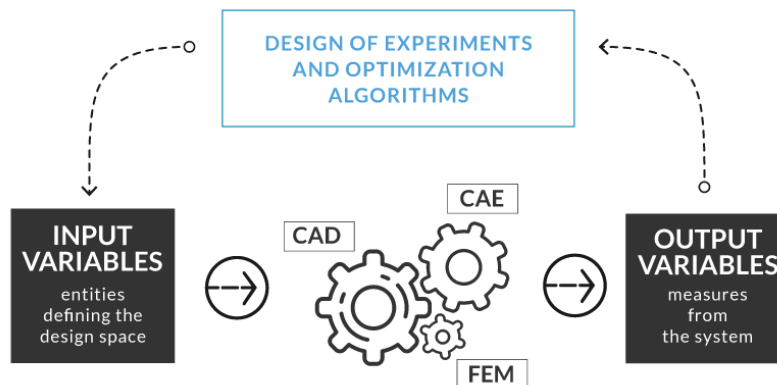 DESIGN OF EXPERIMENTS
AND OPTIMIZATION
ALGORITHMS
INPUT
VARIABLES
entities
defining the
design space
CAD
CAE
FEM
OUTPUT
VARIABLES
measures
from
the system